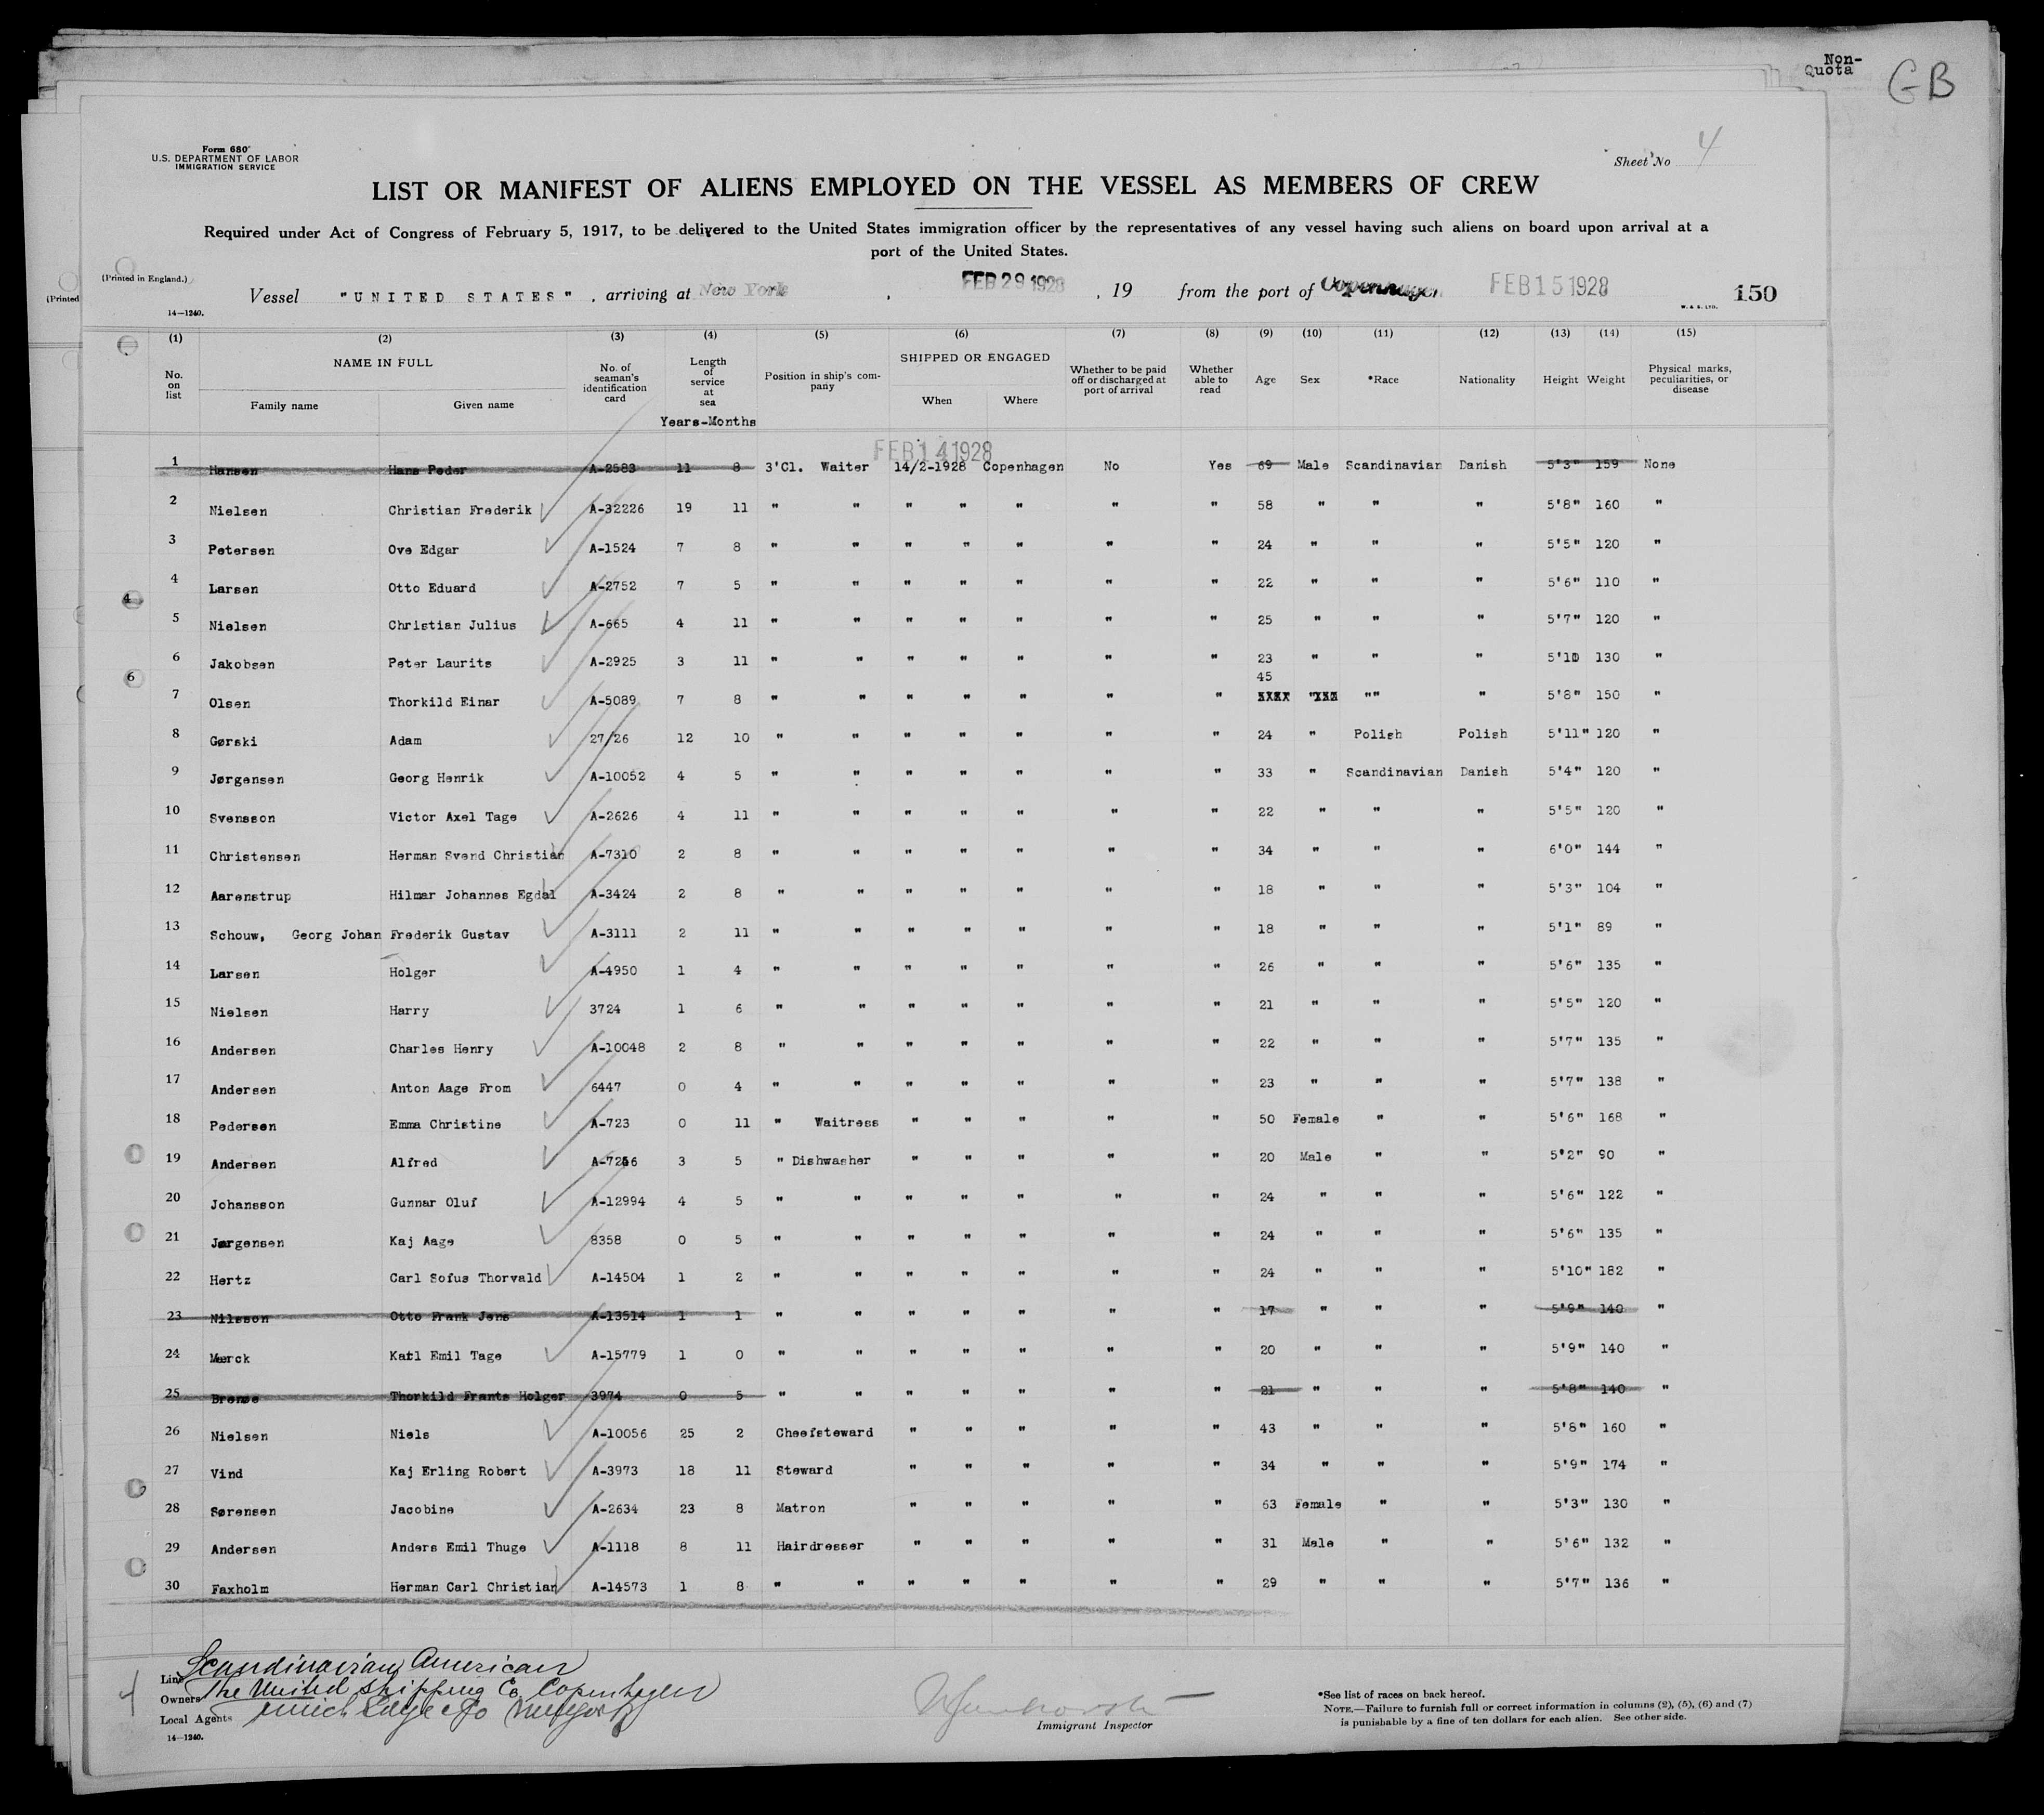 Non-
Quota
GB
Form 680
U.S. DEPARTMENT OF LABOR
IMMIGRATION SERVICE
Sheet No 4
LIST OR MANIFEST OF ALIENS EMPLOYED ON THE VESSEL AS MEMBERS OF CREW
Required under Act of Congress of February 5, 1917, to be delivered to the United States immigration officer by the representatives of any vessel having such aliens on board upon arrival at a
port of the United States.
(Printed in England.)
(Printed
Vessel "UNITED STATES", arriving at New York, FEB 29 1928, 19 from the port of Copenhagen FEB 15 1928
14—1240.
W. & S. LTD.
150
(1) (2) (3) (4) (5) (6) (7) (8) (9) (10) (11) (12) (13) (14) (15)
No. on list NAME IN FULL Family name Given name No. of seaman's identification card Length of service at sea Years-Months Position in ship's company SHIPPED OR ENGAGED When Where Whether to be paid off or discharged at port of arrival Whether able to read Age Sex *Race Nationality Height Weight Physical marks, peculiarities, or disease
FEB 14 1928
1 Hansen Hans Peder A-2583 11 8 3'Cl. Waiter 14/2-1928 Copenhagen No Yes 69 Male Scandinavian Danish 5'3" 159 None
2 Nielsen Christian Frederik A-32226 19 11 " " " " " " " 58 " " " 5'8" 160 "
3 Petersen Ove Edgar A-1524 7 8 " " " " " " " 24 " " " 5'5" 120 "
4 Larsen Otto Eduard A-2752 7 5 " " " " " " " 22 " " " 5'6" 110 "
5 Nielsen Christian Julius A-665 4 11 " " " " " " " 25 " " " 5'7" 120 "
6 Jakobsen Peter Laurits A-2925 3 11 " " " " " " " 23 " " " 5'10 130 "
45
7 Olsen Thorkild Einar A-5089 7 8 " " " " " " " XXXX "XXX "" " 5'8" 150 "
8 Gørski Adam 27/26 12 10 " " " " " " " 24 " Polish Polish 5'11" 120 "
9 Jørgensen Georg Henrik A-10052 4 5 " " " " " " " 33 " Scandinavian Danish 5'4" 120 "
10 Svensson Victor Axel Tage A-2626 4 11 " " " " " " " 22 " " " 5'5" 120 "
11 Christensen Herman Svend Christian A-7310 2 8 " " " " " " " 34 " " " 6'0" 144 "
12 Aarenstrup Hilmar Johannes Egdal A-3424 2 8 " " " " " " " 18 " " " 5'3" 104 "
13 Schouw, Georg Johan Frederik Gustav A-3111 2 11 " " " " " " " 18 " " " 5'1" 89 "
14 Larsen Holger A-4950 1 4 " " " " " " " 26 " " " 5'6" 135 "
15 Nielsen Harry 3724 1 6 " " " " " " " 21 " " " 5'5" 120 "
16 Andersen Charles Henry A-10048 2 8 " " " " " " " 22 " " " 5'7" 135 "
17 Andersen Anton Aage From 6447 0 4 " " " " " " " 23 " " " 5'7" 138 "
18 Pedersen Emma Christine A-723 0 11 " Waitress " " " " " 50 Female " " 5'6" 168 "
19 Andersen Alfred A-7256 3 5 " Dishwasher " " " " " 20 Male " " 5'2" 90 "
20 Johansson Gunnar Oluf A-12994 4 5 " " " " " " " 24 " " " 5'6" 122 "
21 Jørgensen Kaj Aage 8358 0 5 " " " " " " " 24 " " " 5'6" 135 "
22 Hertz Carl Sofus Thorvald A-14504 1 2 " " " " " " " 24 " " " 5'10" 182 "
23 Nilsson Otto Frank Jens A-13514 1 1 " " " " " " " 17 " " " 5'9" 140 "
24 Mærck Karl Emil Tage A-15779 1 0 " " " " " " " 20 " " " 5'9" 140 "
25 Brenøe Thorkild Frants Holger 3974 0 5 " " " " " " " 21 " " " 5'8" 140 "
26 Nielsen Niels A-10056 25 2 Cheefsteward " " " " " 43 " " " 5'8" 160 "
27 Vind Kaj Erling Robert A-3973 18 11 Steward " " " " " 34 " " " 5'9" 174 "
28 Sørensen Jacobine A-2634 23 8 Matron " " " " " 63 Female " " 5'3" 130 "
29 Andersen Anders Emil Thuge A-1118 8 11 Hairdresser " " " " " 31 Male " " 5'6" 132 "
30 Faxholm Herman Carl Christian A-14573 1 8 " " " " " " " 29 " " " 5'7" 136 "
4
6
4
Line Scandinavian American
Owners The United Shipping Co Copenhagen
Local Agents
14—1240.
Immigrant Inspector
*See list of races on back hereof.
NOTE.—Failure to furnish full or correct information in columns (2), (5), (6) and (7)
is punishable by a fine of ten dollars for each alien. See other side.